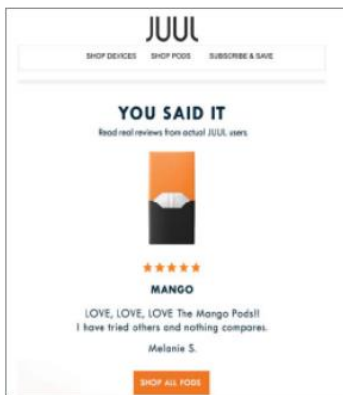 JUUL
SHOP DEVICES SHOP PODS SUBSCRIBE & SAVE
YOU SAID IT
Read real reviews from actual JUUL users.
MANGO
LOVE, LOVE, LOVE The Mango Pods!!
I have tried others and nothing compares.
Melanie S.
SHOP ALL PODS